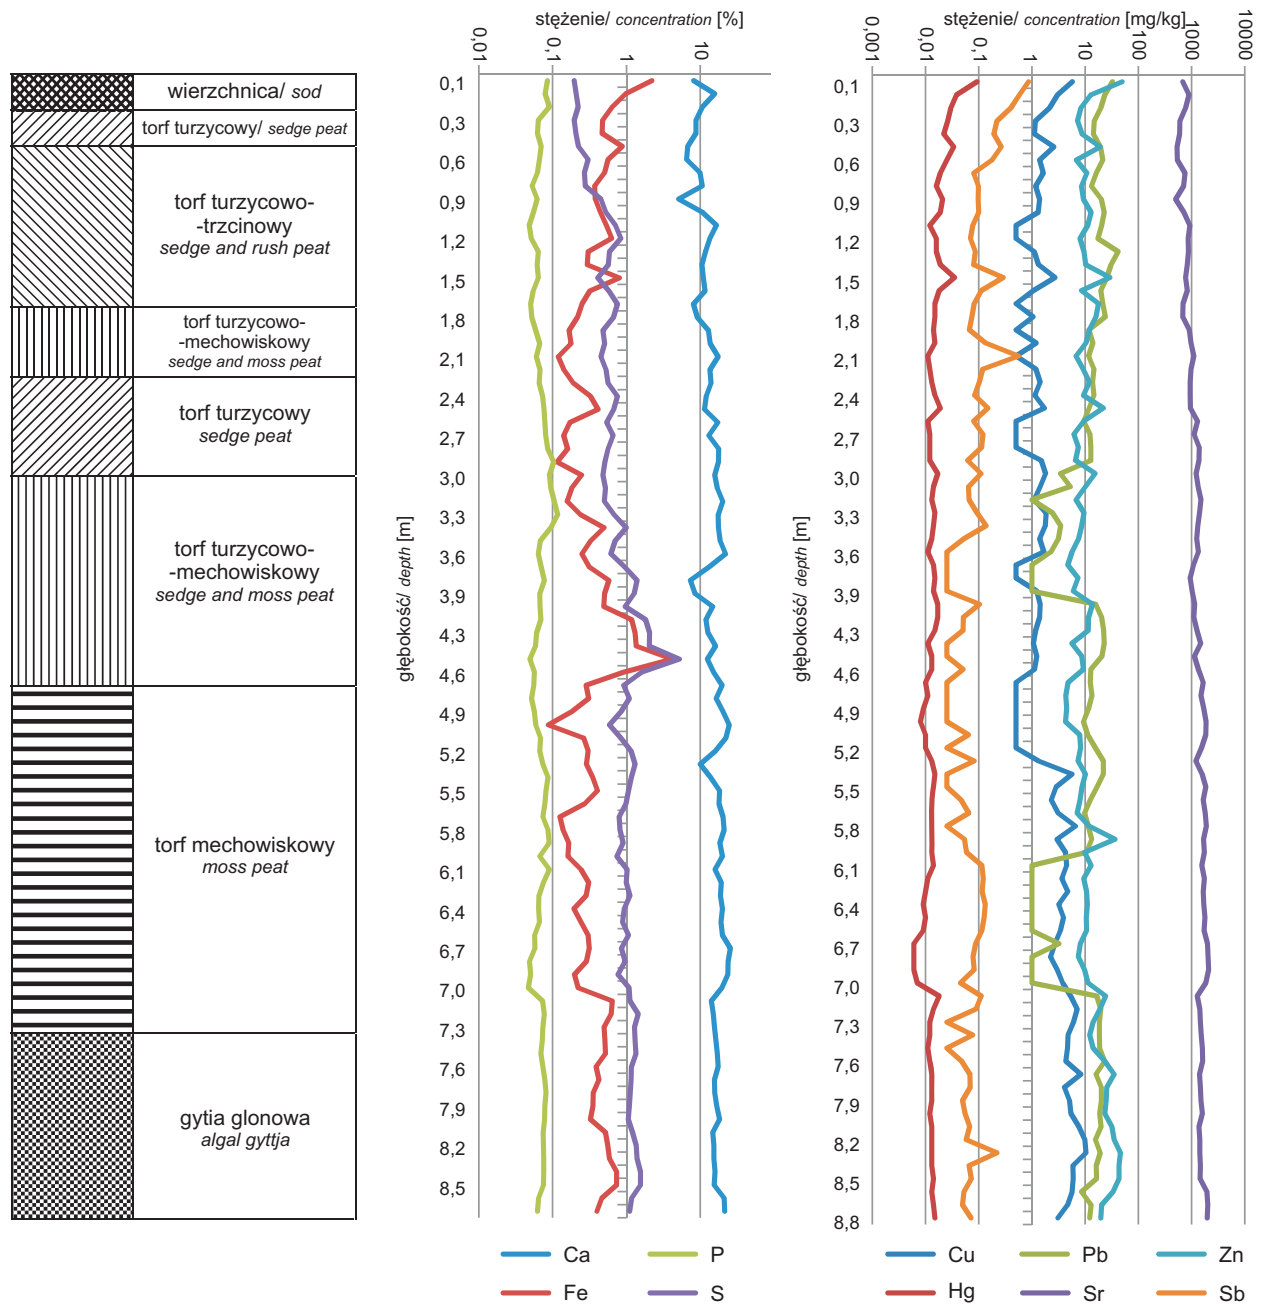 stężenie/ concentration [%]
0,01
0,1
1
10
stężenie/ concentration [mg/kg]
0,001
0,01
0,1
1
10
100
1000
10000
wierzchnica/ sod
torf turzycowy/ sedge peat
torf turzycowo-
-trzcinowy
sedge and rush peat
torf turzycowo-
-mechowiskowy
sedge and moss peat
torf turzycowy
sedge peat
torf turzycowo-
-mechowiskowy
sedge and moss peat
torf mechowiskowy
moss peat
gytia glonowa
algal gyttja
głębokość/ depth [m]
0,1
0,3
0,6
0,9
1,2
1,5
1,8
2,1
2,4
2,7
3,0
3,3
3,6
3,9
4,3
4,6
4,9
5,2
5,5
5,8
6,1
6,4
6,7
7,0
7,3
7,6
7,9
8,2
8,5
głębokość/ depth [m]
0,1
0,3
0,6
0,9
1,2
1,5
1,8
2,1
2,4
2,7
3,0
3,3
3,6
3,9
4,3
4,6
4,9
5,2
5,5
5,8
6,1
6,4
6,7
7,0
7,3
7,6
7,9
8,2
8,5
8,8
Ca
P
Fe
S
Cu
Pb
Zn
Hg
Sr
Sb